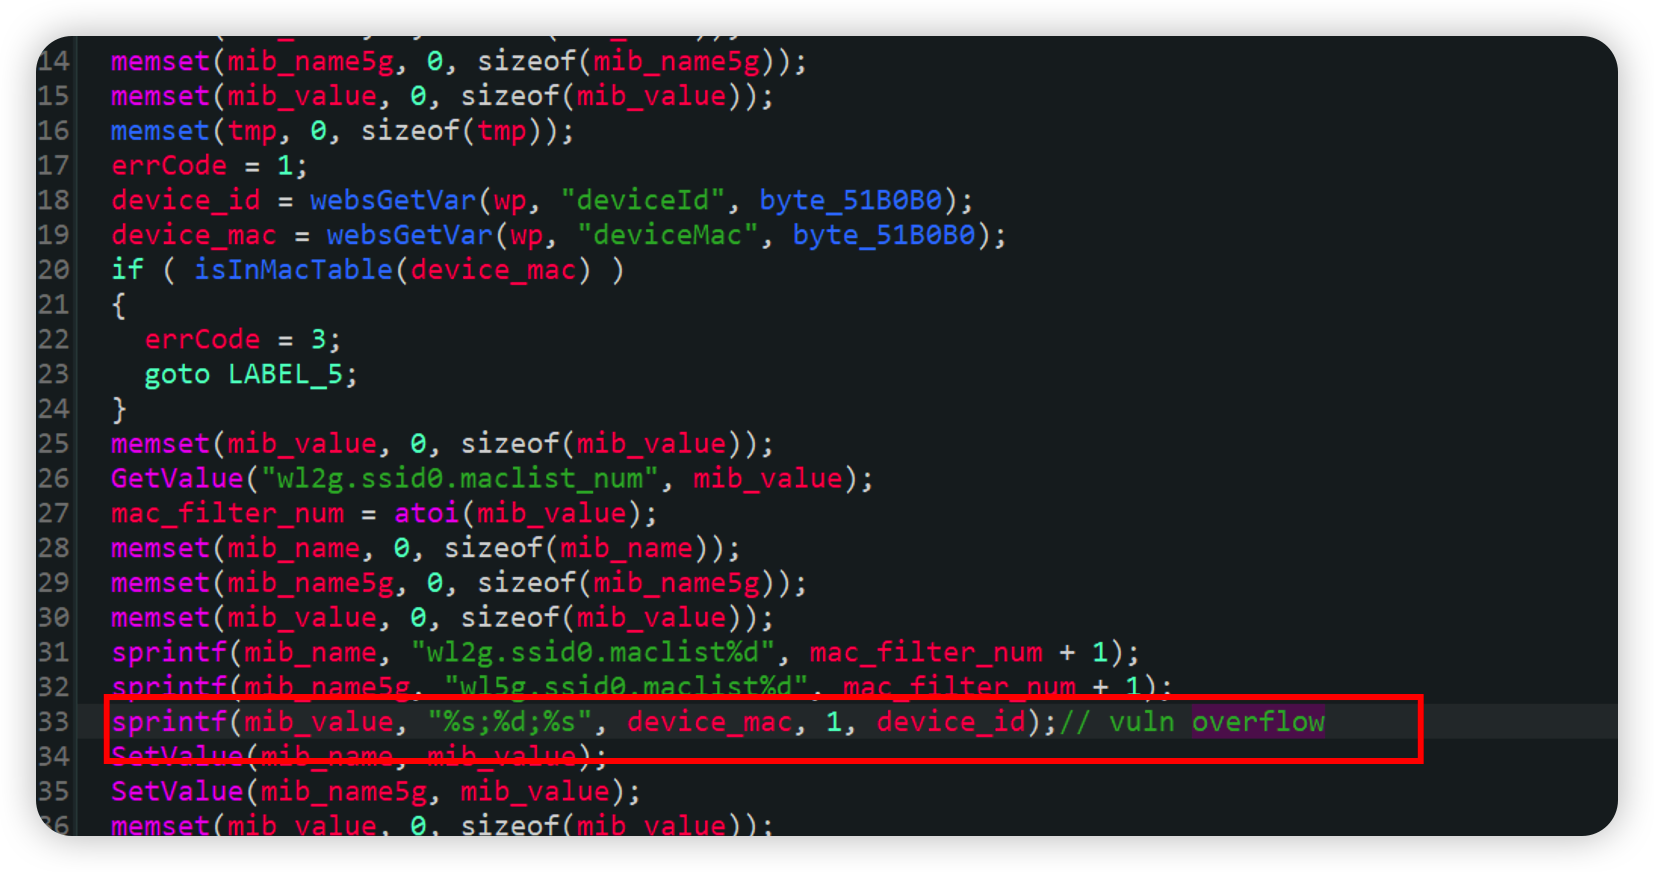 14 memset(mib_name5g, 0, sizeof(mib_name5g));
15 memset(mib_value, 0, sizeof(mib_value));
16 memset(tmp, 0, sizeof(tmp));
17 errCode = 1;
18 device_id = websGetVar(wp, "deviceId", byte_51B0B0);
19 device_mac = websGetVar(wp, "deviceMac", byte_51B0B0);
20 if ( isInMacTable(device_mac) )
21 {
22 errCode = 3;
23 goto LABEL_5;
24 }
25 memset(mib_value, 0, sizeof(mib_value));
26 GetValue("wl2g.ssid0.maclist_num", mib_value);
27 mac_filter_num = atoi(mib_value);
28 memset(mib_name, 0, sizeof(mib_name));
29 memset(mib_name5g, 0, sizeof(mib_name5g));
30 memset(mib_value, 0, sizeof(mib_value));
31 sprintf(mib_name, "wl2g.ssid0.maclist%d", mac_filter_num + 1);
32 sprintf(mib_name5g, "wl5g.ssid0.maclist%d", mac_filter_num + 1);
33 sprintf(mib_value, "%s;%d;%s", device_mac, 1, device_id);// vuln overflow
34 SetValue(mib_name, mib_value);
35 SetValue(mib_name5g, mib_value);
36 memset(mib_value, 0, sizeof(mib_value));